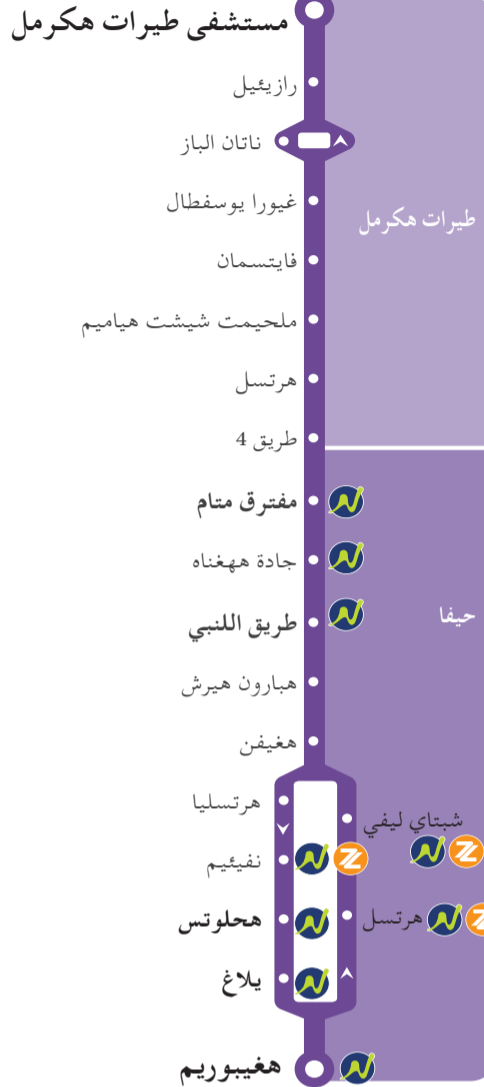 مستشفى طيرات هكرمل
رازيئيل
ناتان الباز
غيورا يوسفطال
طيرات هكرمل
فايتسمان
ملحيمت شيشت هياميم
هرتسل
طريق 4
مفترق متام
جادة ههغناه
حيفا
طريق اللنبي
هبارون هيرش
هغيفن
هرتسليا
شبتاي ليفي
نفيئيم
هحلوتس
هرتسل
يلاغ
هغيبوريم